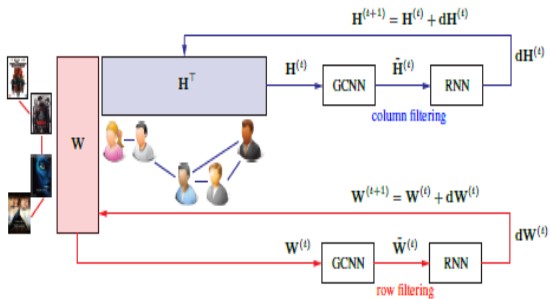 H⁽ᵗ⁺¹⁾ = H⁽ᵗ⁾ + dH⁽ᵗ⁾
H⊤
H⁽ᵗ⁾
GCNN
H̃⁽ᵗ⁾
RNN
dH⁽ᵗ⁾
column filtering
W
W⁽ᵗ⁺¹⁾ = W⁽ᵗ⁾ + dW⁽ᵗ⁾
W⁽ᵗ⁾
GCNN
W̃⁽ᵗ⁾
RNN
dW⁽ᵗ⁾
row filtering